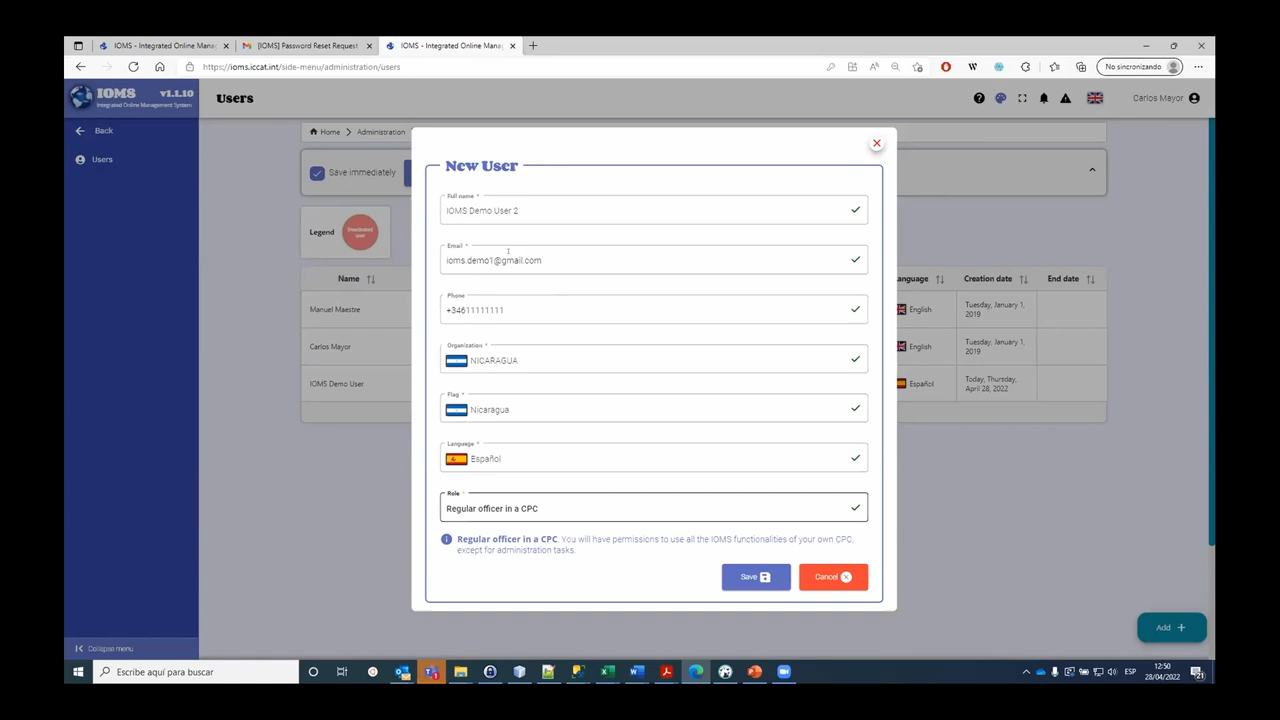 IOMS - Integrated Online Mana
[IOMS] Password Reset Request
IOMS - Integrated Online Mana
https://ioms.iccat.int/side-menu/administration/users
No sincronizando
IOMS v1.1.10
Integrated Online Management System
Users
Carlos Mayor
Back
Users
Home > Administration
Save immediately
Legend
Deactivated user
Name
anguage
Creation date
End date
Manuel Maestre
English
Tuesday, January 1, 2019
Carlos Mayor
English
Tuesday, January 1, 2019
IOMS Demo User
Español
Today, Thursday, April 28, 2022
New User
Full name *
IOMS Demo User 2
Email *
ioms.demo1@gmail.com
Phone
+34611111111
Organization *
NICARAGUA
Flag *
Nicaragua
Language *
Español
Role *
Regular officer in a CPC
Regular officer in a CPC. You will have permissions to use all the IOMS functionalities of your own CPC,
except for administration tasks.
Save
Cancel
Add +
Collapse menu
Escribe aquí para buscar
ESP
12:50
28/04/2022
21